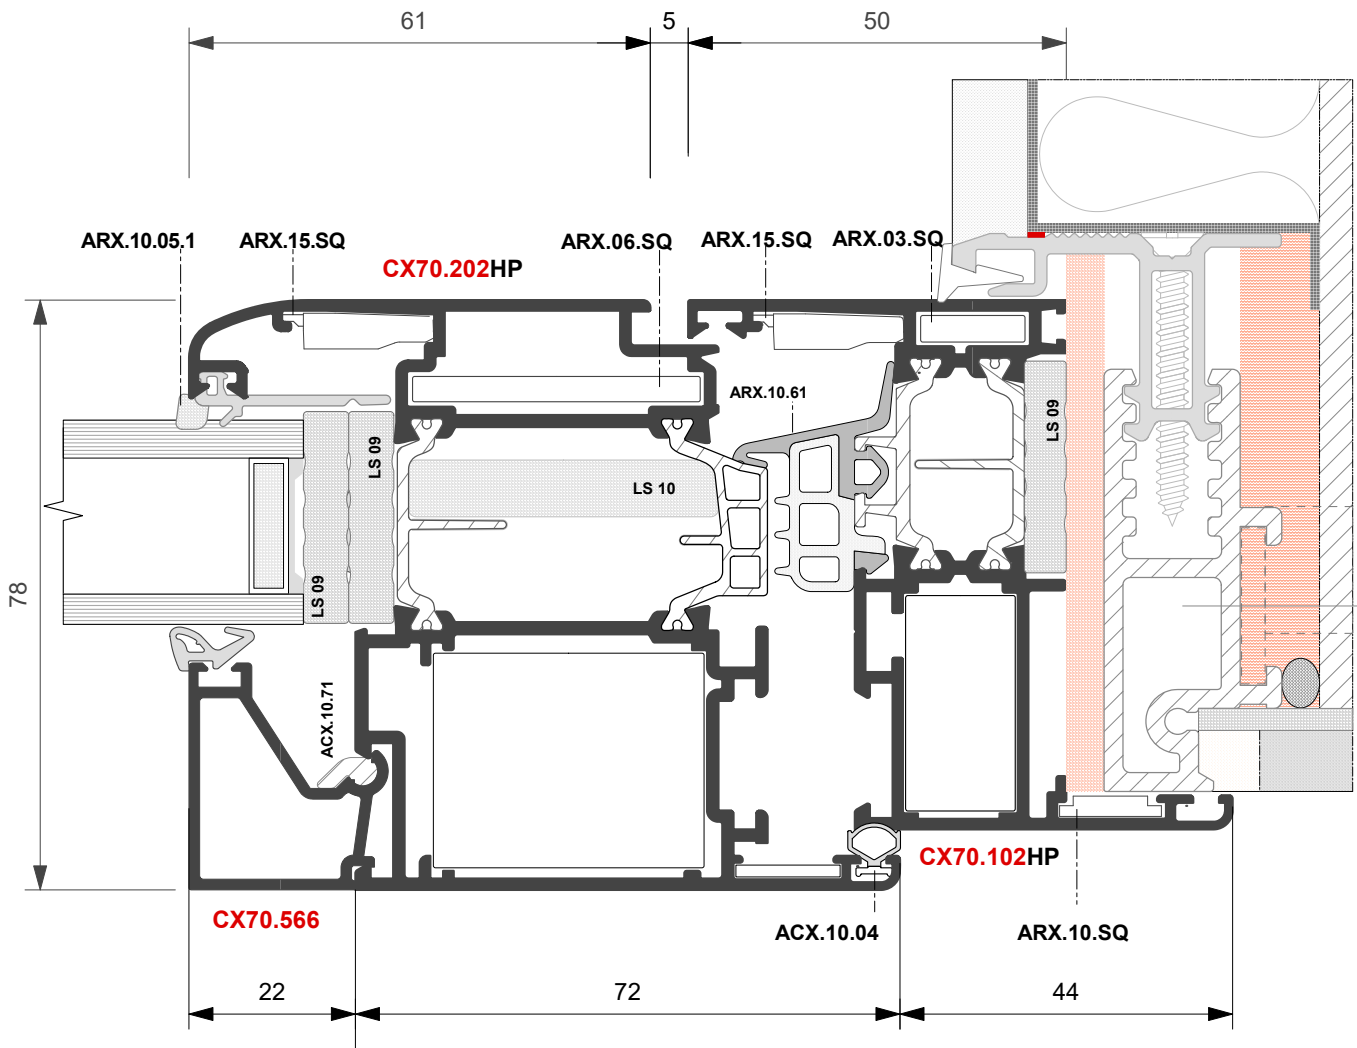 61
5
50
ARX.10.05.1
ARX.15.SQ
ARX.06.SQ
ARX.15.SQ
ARX.03.SQ
CX70.202HP
ARX.10.61
LS 09
LS 09
LS 10
LS 09
78
ACX.10.71
CX70.566
CX70.102HP
ACX.10.04
ARX.10.SQ
22
72
44